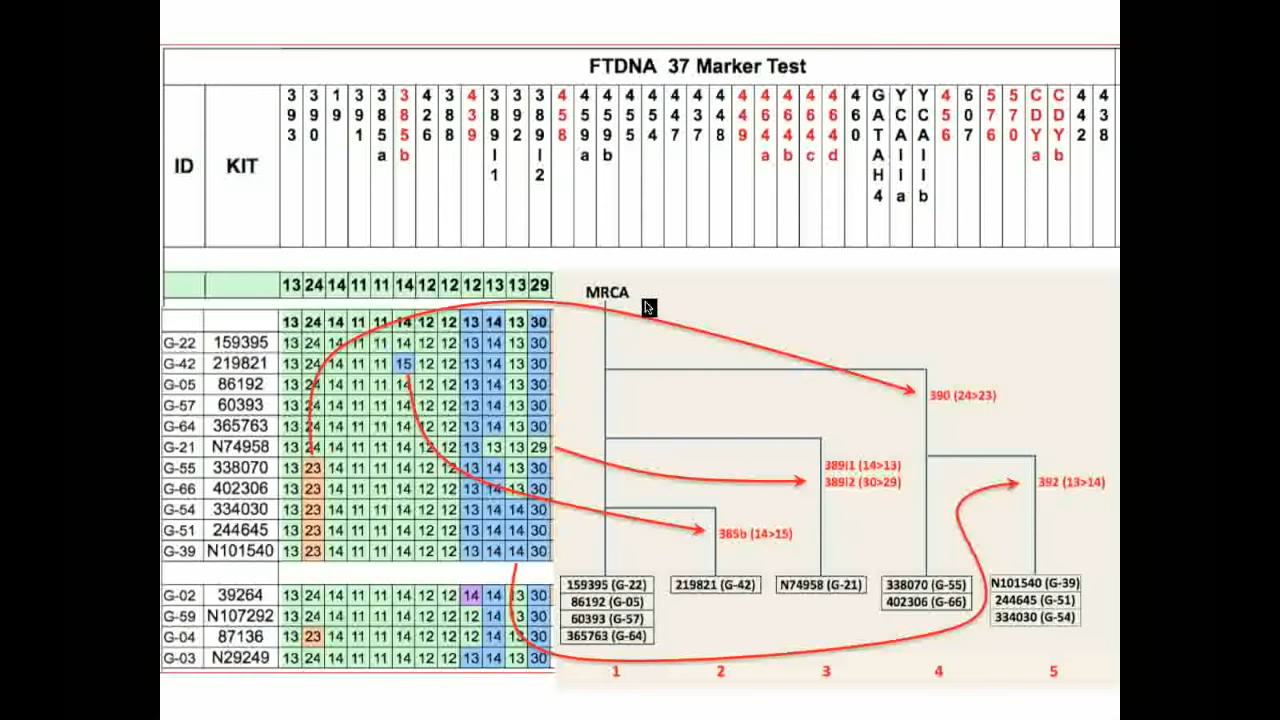 FTDNA 37 Marker Test
ID KIT 393 390 19 391 385a 385b 426 388 439 389I1 392 389I2 458 459a 459b 455 454 447 437 448 449 464a 464b 464c 464d 460 GATAH4 YCAIIa YCAIIb 456 607 576 570 CDYa CDYb 442 438
13 24 14 11 11 14 12 12 12 13 13 29
13 24 14 11 11 14 12 12 13 14 13 30
G-22 159395 13 24 14 11 11 14 12 12 13 14 13 30
G-42 219821 13 24 14 11 11 15 12 12 13 14 13 30
G-05 86192 13 24 14 11 11 14 12 12 13 14 13 30
G-57 60393 13 24 14 11 11 14 12 12 13 14 13 30
G-64 365763 13 24 14 11 11 14 12 12 13 14 13 30
G-21 N74958 13 24 14 11 11 14 12 12 13 13 13 29
G-55 338070 13 23 14 11 11 14 12 12 13 14 13 30
G-66 402306 13 23 14 11 11 14 12 12 13 14 13 30
G-54 334030 13 23 14 11 11 14 12 12 13 14 14 30
G-51 244645 13 23 14 11 11 14 12 12 13 14 14 30
G-39 N101540 13 23 14 11 11 14 12 12 13 14 14 30
G-02 39264 13 24 14 11 11 14 12 12 14 14 13 30
G-59 N107292 13 24 14 11 11 14 12 12 12 14 13 30
G-04 87136 13 23 14 11 11 14 12 12 12 14 13 30
G-03 N29249 13 24 14 11 11 14 12 12 13 14 13 30
MRCA
390 (24>23)
389i1 (14>13)
389i2 (30>29)
392 (13>14)
385b (14>15)
159395 (G-22)
86192 (G-05)
60393 (G-57)
365763 (G-64)
219821 (G-42)
N74958 (G-21)
338070 (G-55)
402306 (G-66)
N101540 (G-39)
244645 (G-51)
334030 (G-54)
1 2 3 4 5